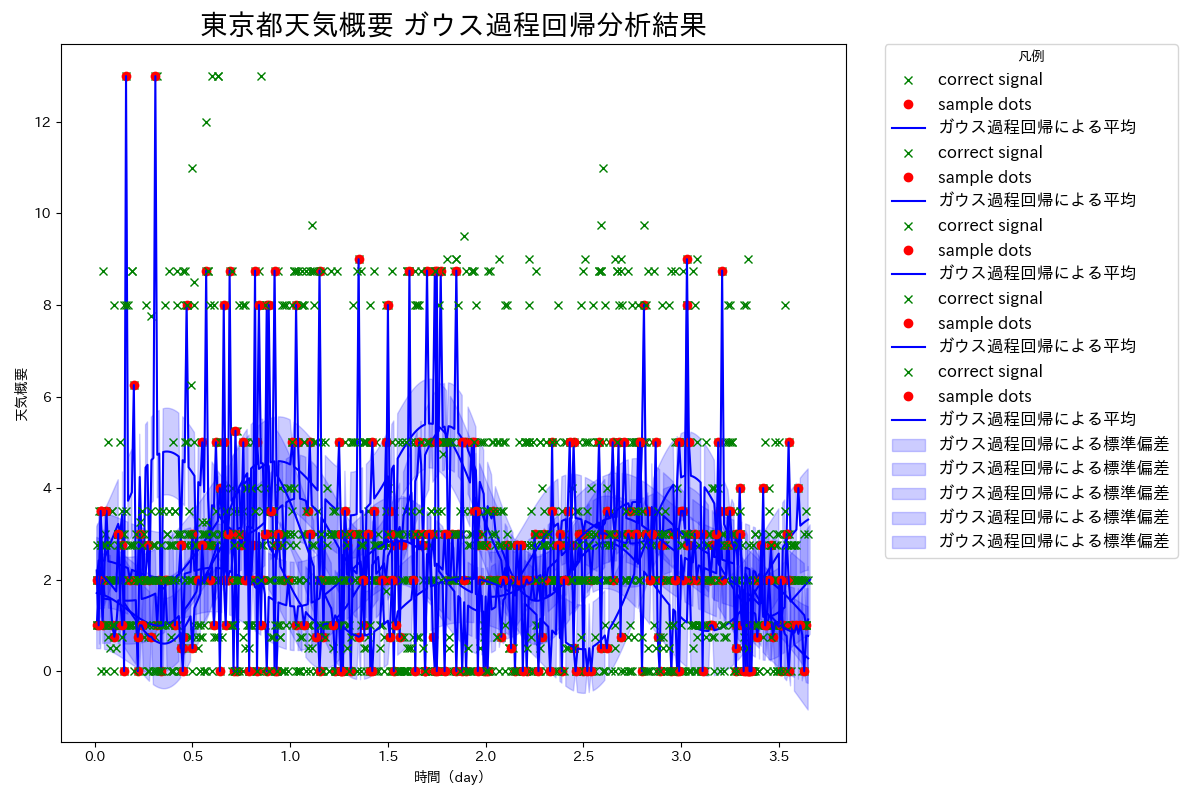 東京都天気概要 ガウス過程回帰分析結果
天気概要
12
10
8
6
4
2
0
0.0 0.5 1.0 1.5 2.0 2.5 3.0 3.5
時間（day）
凡例
correct signal
sample dots
ガウス過程回帰による平均
correct signal
sample dots
ガウス過程回帰による平均
correct signal
sample dots
ガウス過程回帰による平均
correct signal
sample dots
ガウス過程回帰による平均
correct signal
sample dots
ガウス過程回帰による平均
ガウス過程回帰による標準偏差
ガウス過程回帰による標準偏差
ガウス過程回帰による標準偏差
ガウス過程回帰による標準偏差
ガウス過程回帰による標準偏差